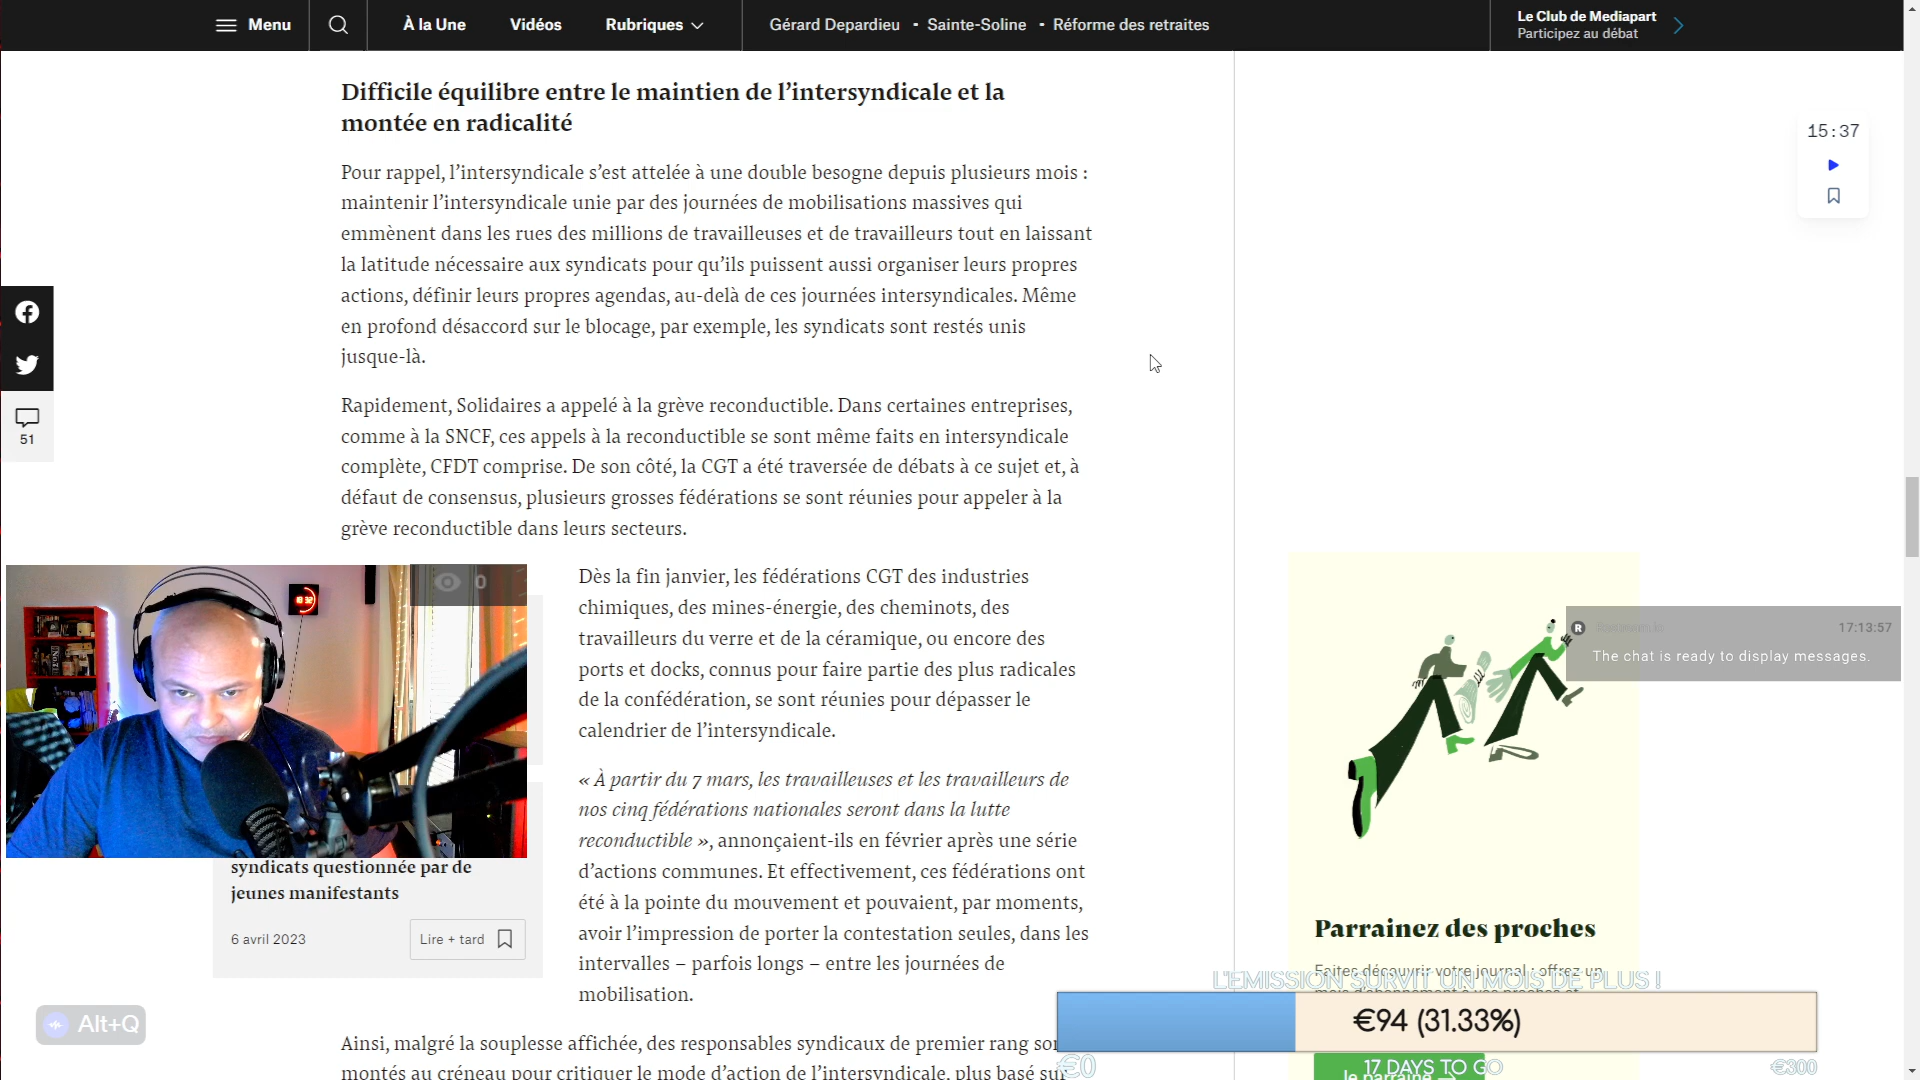 Menu
À la Une
Vidéos
Rubriques
Gérard Depardieu
Sainte-Soline
Réforme des retraites
Le Club de Mediapart
Participez au débat
Difficile équilibre entre le maintien de l’intersyndicale et la
montée en radicalité
Pour rappel, l’intersyndicale s’est attelée à une double besogne depuis plusieurs mois :
maintenir l’intersyndicale unie par des journées de mobilisations massives qui
emmènent dans les rues des millions de travailleuses et de travailleurs tout en laissant
la latitude nécessaire aux syndicats pour qu’ils puissent aussi organiser leurs propres
actions, définir leurs propres agendas, au-delà de ces journées intersyndicales. Même
en profond désaccord sur le blocage, par exemple, les syndicats sont restés unis
jusque-là.
15:37
51
Rapidement, Solidaires a appelé à la grève reconductible. Dans certaines entreprises,
comme à la SNCF, ces appels à la reconductible se sont même faits en intersyndicale
complète, CFDT comprise. De son côté, la CGT a été traversée de débats à ce sujet et, à
défaut de consensus, plusieurs grosses fédérations se sont réunies pour appeler à la
grève reconductible dans leurs secteurs.
0
Dès la fin janvier, les fédérations CGT des industries
chimiques, des mines-énergie, des cheminots, des
travailleurs du verre et de la céramique, ou encore des
ports et docks, connus pour faire partie des plus radicales
de la confédération, se sont réunies pour dépasser le
calendrier de l’intersyndicale.
17:13:57
The chat is ready to display messages.
« À partir du 7 mars, les travailleuses et les travailleurs de
nos cinq fédérations nationales seront dans la lutte
reconductible », annonçaient-ils en février après une série
d’actions communes. Et effectivement, ces fédérations ont
été à la pointe du mouvement et pouvaient, par moments,
avoir l’impression de porter la contestation seules, dans les
intervalles – parfois longs – entre les journées de
mobilisation.
syndicats questionnée par de
jeunes manifestants
6 avril 2023
Lire + tard
Parrainez des proches
Faites découvrir votre journal : offrez un
L'EMISSION SURVIT UN MOIS DE PLUS !
€94 (31.33%)
€0
17 DAYS TO GO
€300
Je parraine
Alt+Q
Ainsi, malgré la souplesse affichée, des responsables syndicaux de premier rang
montés au créneau pour critiquer le mode d’action de l’intersyndicale, plus basé sur